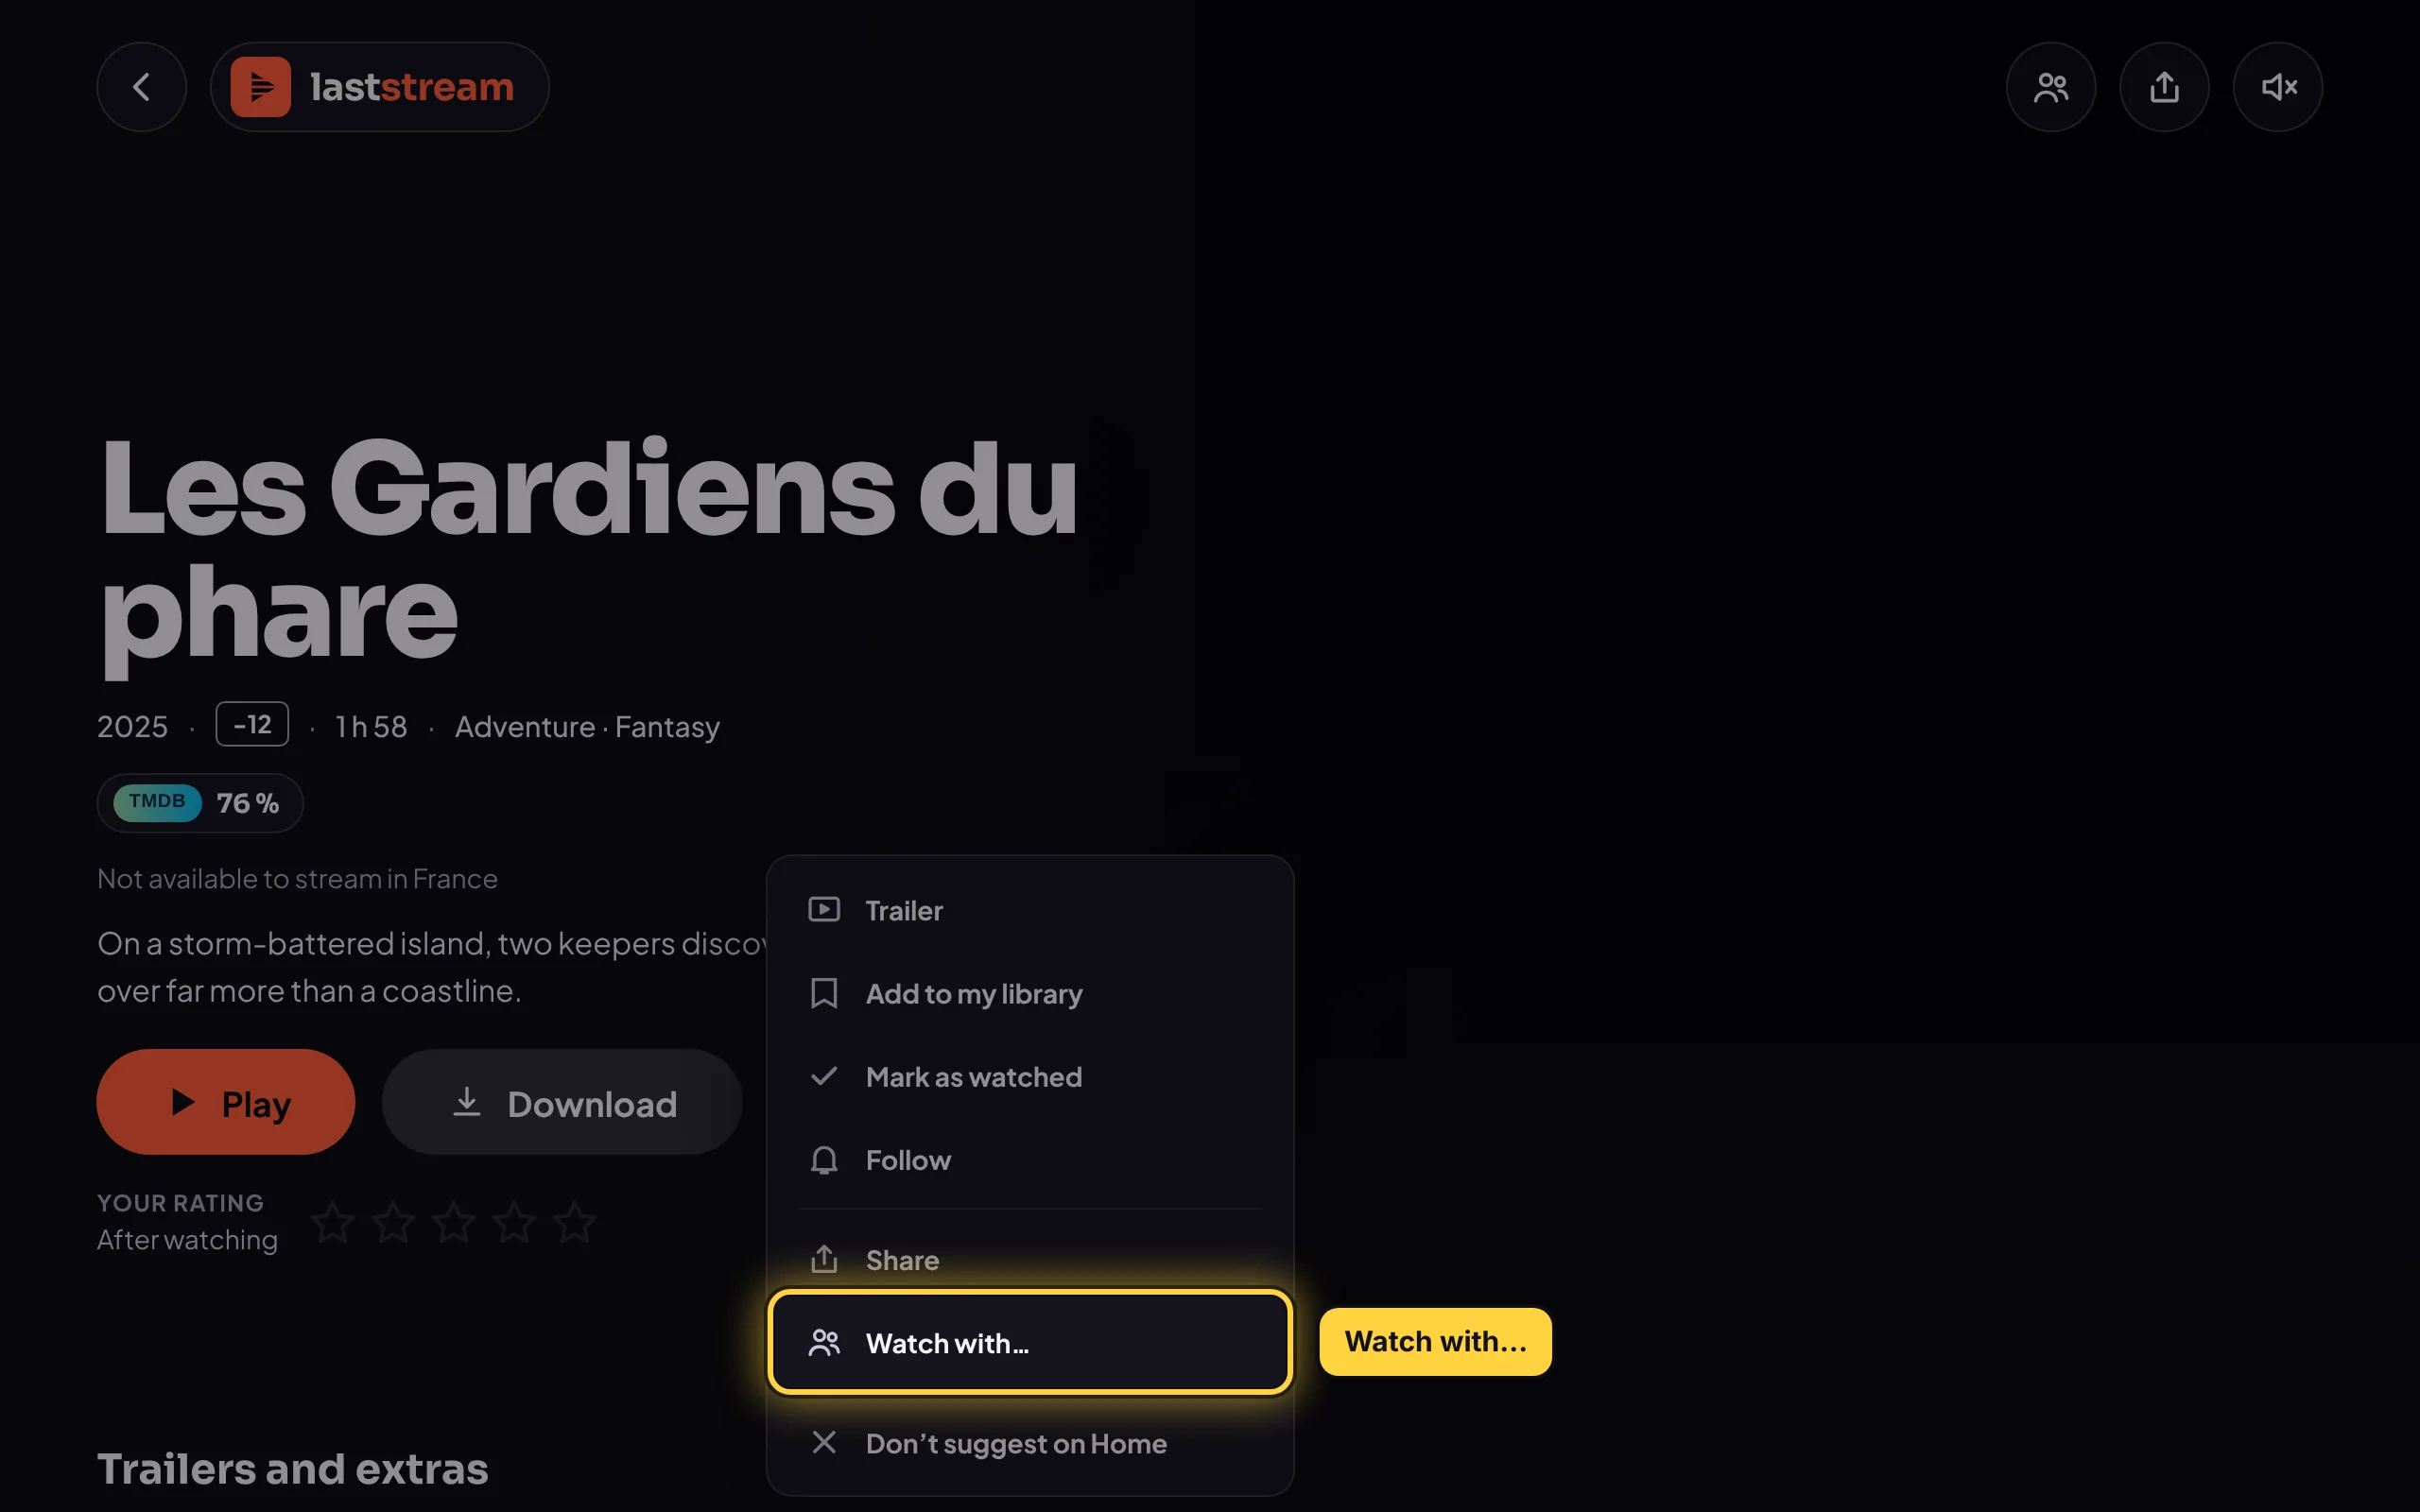 laststream
Les Gardiens du
phare
2025 · -12 · 1 h 58 · Adventure · Fantasy
TMDB 76 %
Not available to stream in France
On a storm-battered island, two keepers
over far more than a coastline.
Play
Download
YOUR RATING
After watching
Trailer
Add to my library
Mark as watched
Follow
Share
Watch with…
Watch with...
Don’t suggest on Home
Trailers and extras